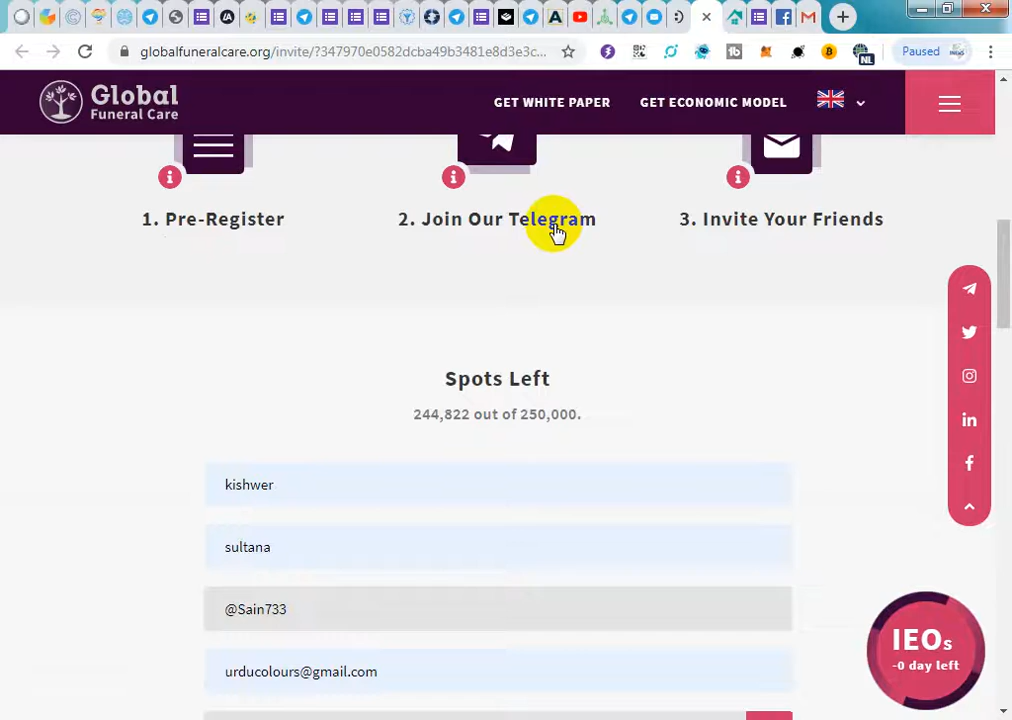 globalfuneralcare.org/invite/?347970e0582dcba49b3481e8d3e3c...
Paused
Global
Funeral Care
GET WHITE PAPER
GET ECONOMIC MODEL
1. Pre-Register
2. Join Our Telegram
3. Invite Your Friends
Spots Left
244,822 out of 250,000.
kishwer
sultana
@Sain733
urducolours@gmail.com
IEOs
-0 day left